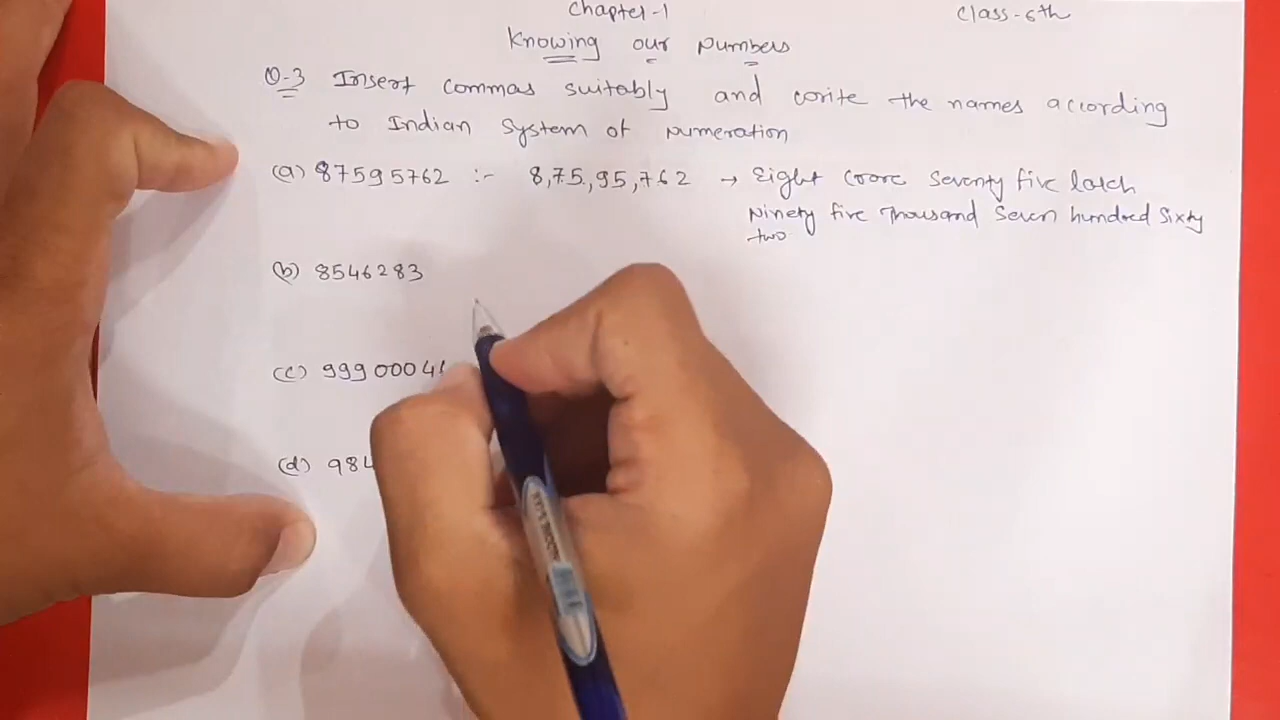 Chapter-1
Class-6th
Knowing our Numbers
Q-3 Insert commas suitably and write the names according
to Indian System of Numeration
(a) 87595762 :- 8,75,95,762 → Eight crore seventy five lakh
Ninety five Thousand Seven hundred Sixty
two
(b) 8546283
(c) 9990004
(d) 984